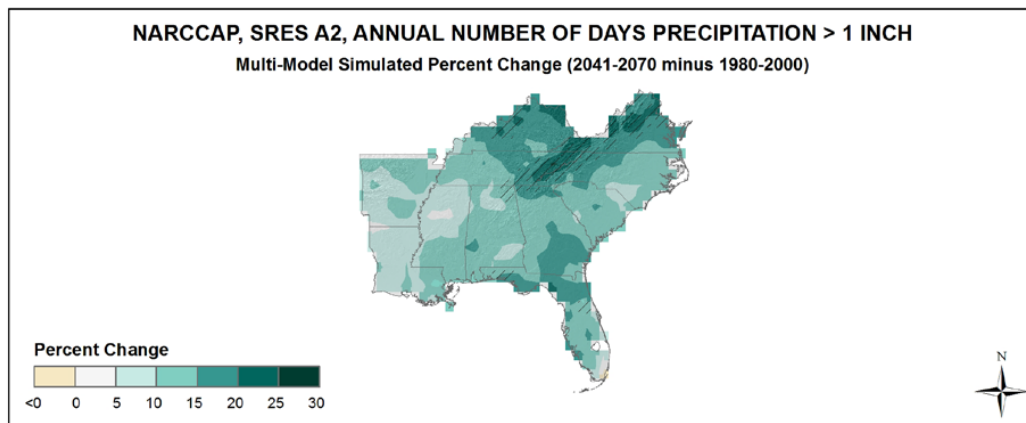 NARCCAP, SRES A2, ANNUAL NUMBER OF DAYS PRECIPITATION > 1 INCH
Multi-Model Simulated Percent Change (2041-2070 minus 1980-2000)
Percent Change
<0 0 5 10 15 20 25 30
N